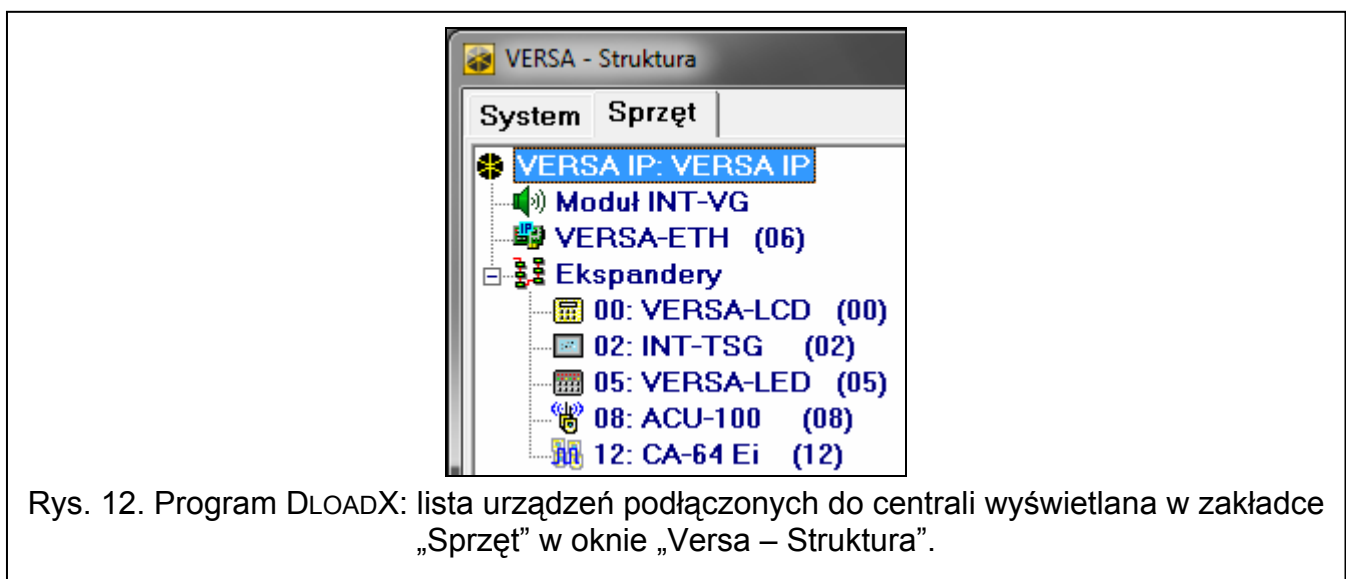 VERSA - Struktura
System Sprzęt
VERSA IP: VERSA IP
Moduł INT-VG
VERSA-ETH (06)
Ekspandery
00: VERSA-LCD (00)
02: INT-TSG (02)
05: VERSA-LED (05)
08: ACU-100 (08)
12: CA-64 Ei (12)
Rys. 12. Program DLOADX: lista urządzeń podłączonych do centrali wyświetlana w zakładce
„Sprzęt” w oknie „Versa – Struktura”.